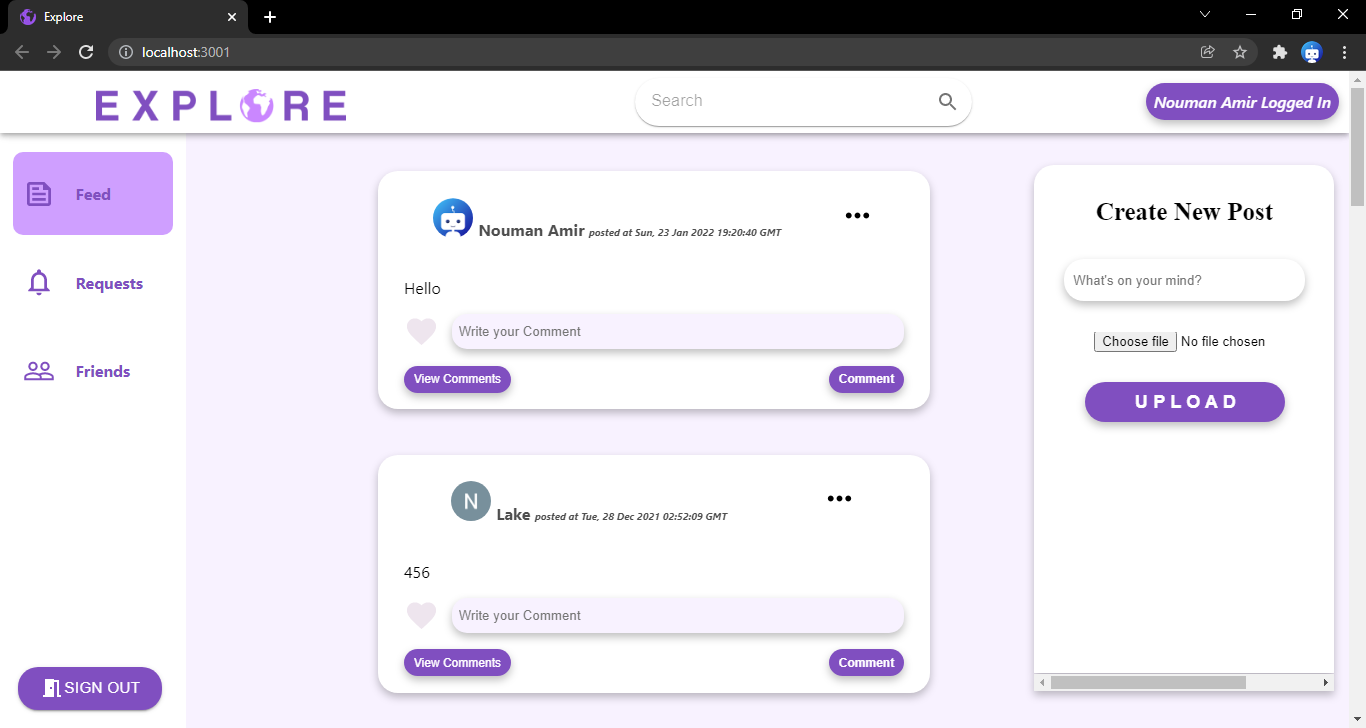 Explore
localhost:3001
EXPLORE
Search
Nouman Amir Logged In
Feed
Requests
Friends
SIGN OUT
Nouman Amir posted at Sun, 23 Jan 2022 19:20:40 GMT
Hello
Write your Comment
View Comments
Comment
N
Lake posted at Tue, 28 Dec 2021 02:52:09 GMT
456
Write your Comment
View Comments
Comment
Create New Post
What's on your mind?
Choose file No file chosen
UPLOAD